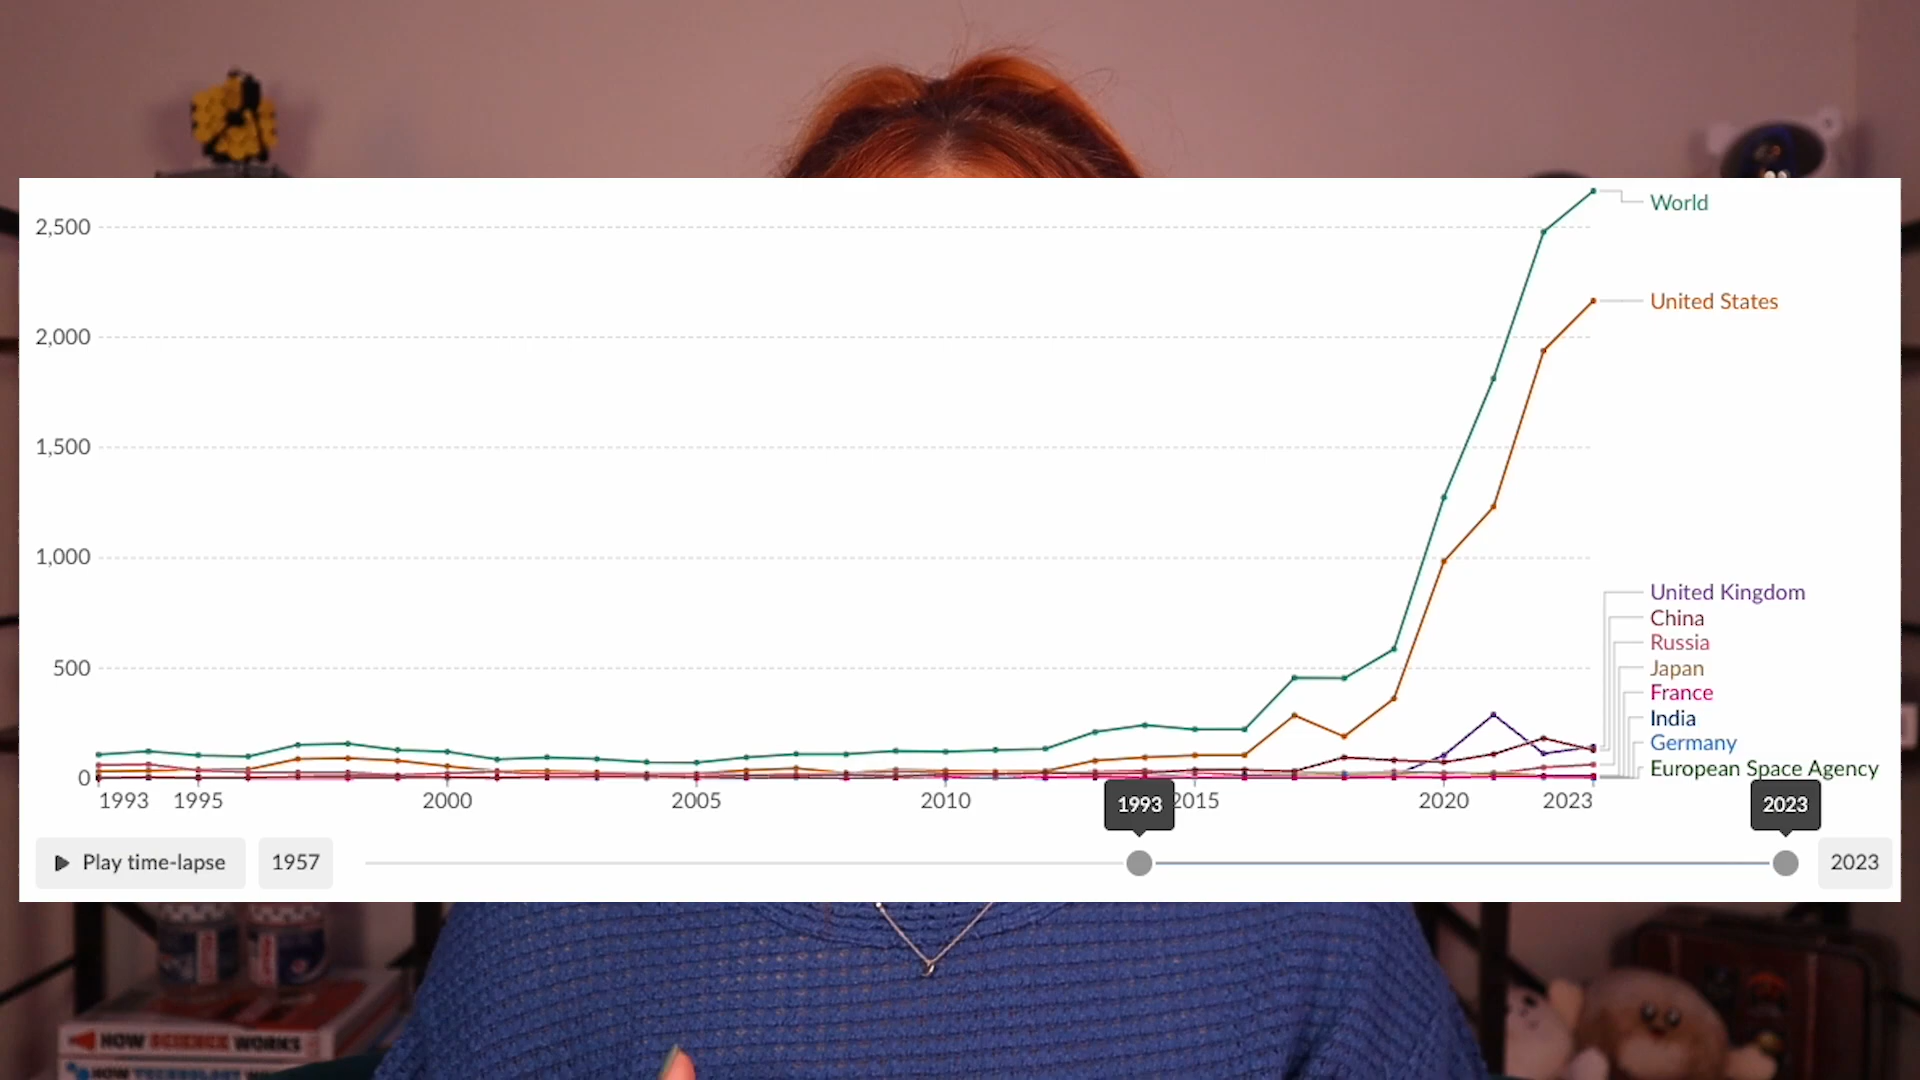 2,500
2,000
1,500
1,000
500
0
World
United States
United Kingdom
China
Russia
Japan
France
India
Germany
European Space Agency
1993 1995 2000 2005 2010 2015 2020 2023
1993 2023
Play time-lapse 1957 2023
HOW SCIENCE WORKS
HOW TECHNOLOGY